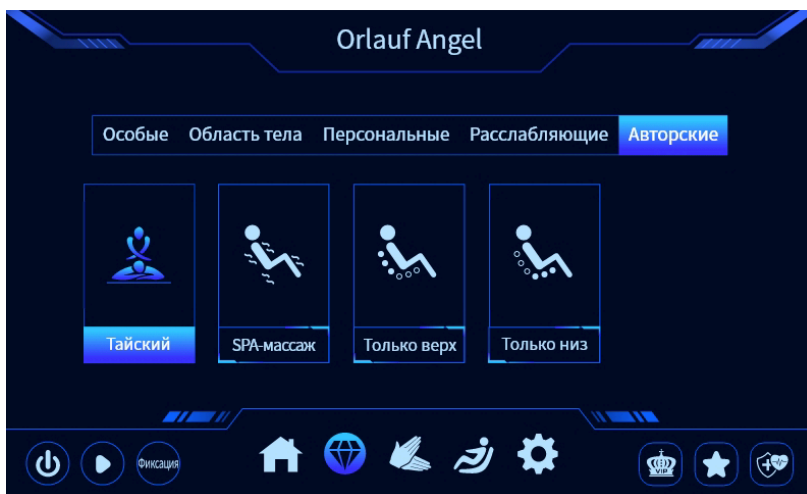 Orlauf Angel
Особые Область тела Персональные Расслабляющие Авторские
Тайский SPA-массаж Только верх Только низ
Фиксация
VIP